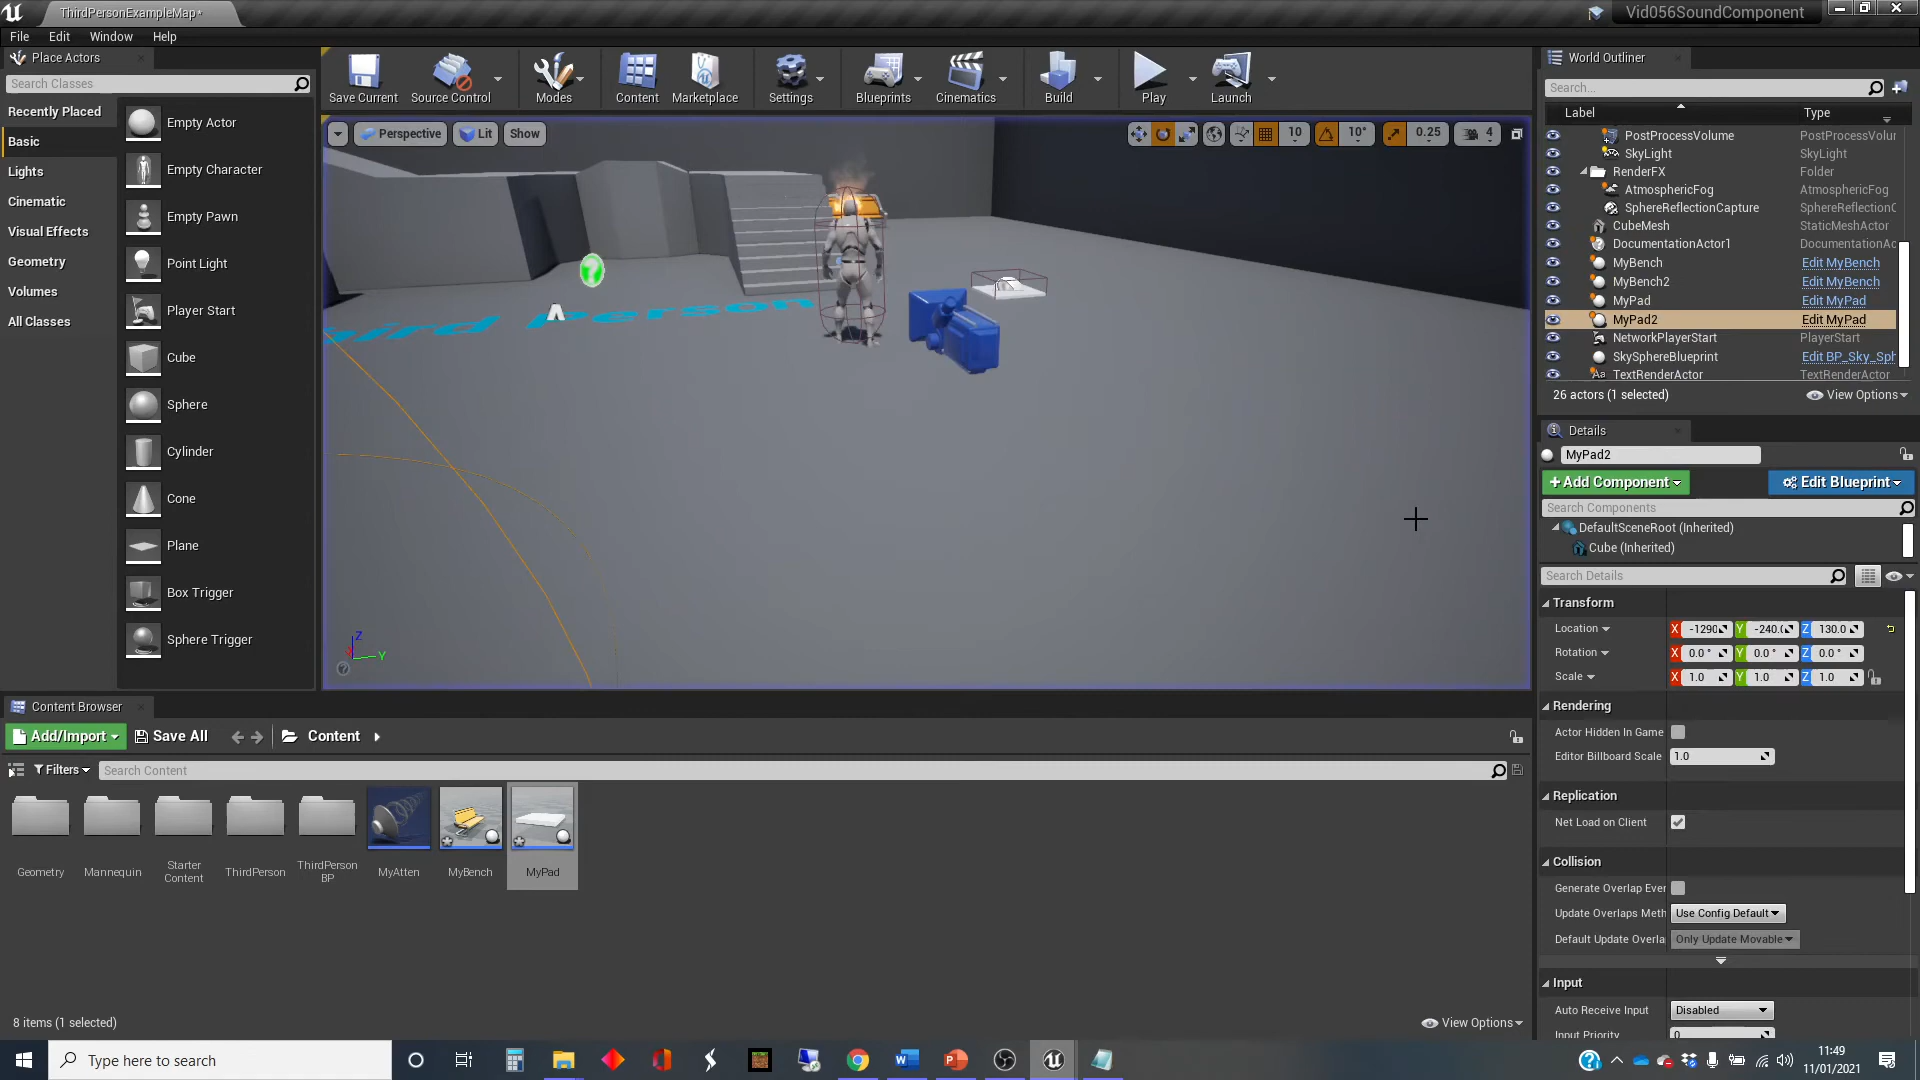 ThirdPersonExampleMap*
Vid056SoundComponent
File Edit Window Help
Place Actors
Search Classes
Recently Placed
Basic
Lights
Cinematic
Visual Effects
Geometry
Volumes
All Classes
Empty Actor
Empty Character
Empty Pawn
Point Light
Player Start
Cube
Sphere
Cylinder
Cone
Plane
Box Trigger
Sphere Trigger
Save Current
Source Control
Modes
Content
Marketplace
Settings
Blueprints
Cinematics
Build
Play
Launch
Perspective Lit Show
10 10° 0.25 4
Person
Z
Y
World Outliner
Search...
Label Type
PostProcessVolume PostProcessVolur
SkyLight SkyLight
RenderFX Folder
AtmosphericFog AtmosphericFog
SphereReflectionCapture SphereReflectionC
CubeMesh StaticMeshActor
DocumentationActor1 DocumentationAc
MyBench Edit MyBench
MyBench2 Edit MyBench
MyPad Edit MyPad
MyPad2 Edit MyPad
NetworkPlayerStart PlayerStart
SkySphereBlueprint Edit BP_Sky_Sph
TextRenderActor TextRenderActor
26 actors (1 selected) View Options
Details
MyPad2
+Add Component Edit Blueprint
Search Components
DefaultSceneRoot (Inherited)
Cube (Inherited)
Search Details
Transform
Location X -1290 Y -240.( Z 130.0
Rotation X 0.0 ° Y 0.0 ° Z 0.0 °
Scale X 1.0 Y 1.0 Z 1.0
Rendering
Actor Hidden In Game
Editor Billboard Scale 1.0
Replication
Net Load on Client
Collision
Generate Overlap Ever
Update Overlaps Meth Use Config Default
Default Update Overla Only Update Movable
Input
Auto Receive Input Disabled
Input Priority 0
Content Browser
Add/Import Save All Content
Filters Search Content
Geometry
Mannequin
Starter
Content
ThirdPerson
ThirdPerson
BP
MyAtten
MyBench
MyPad
8 items (1 selected) View Options
Type here to search
11:49
11/01/2021